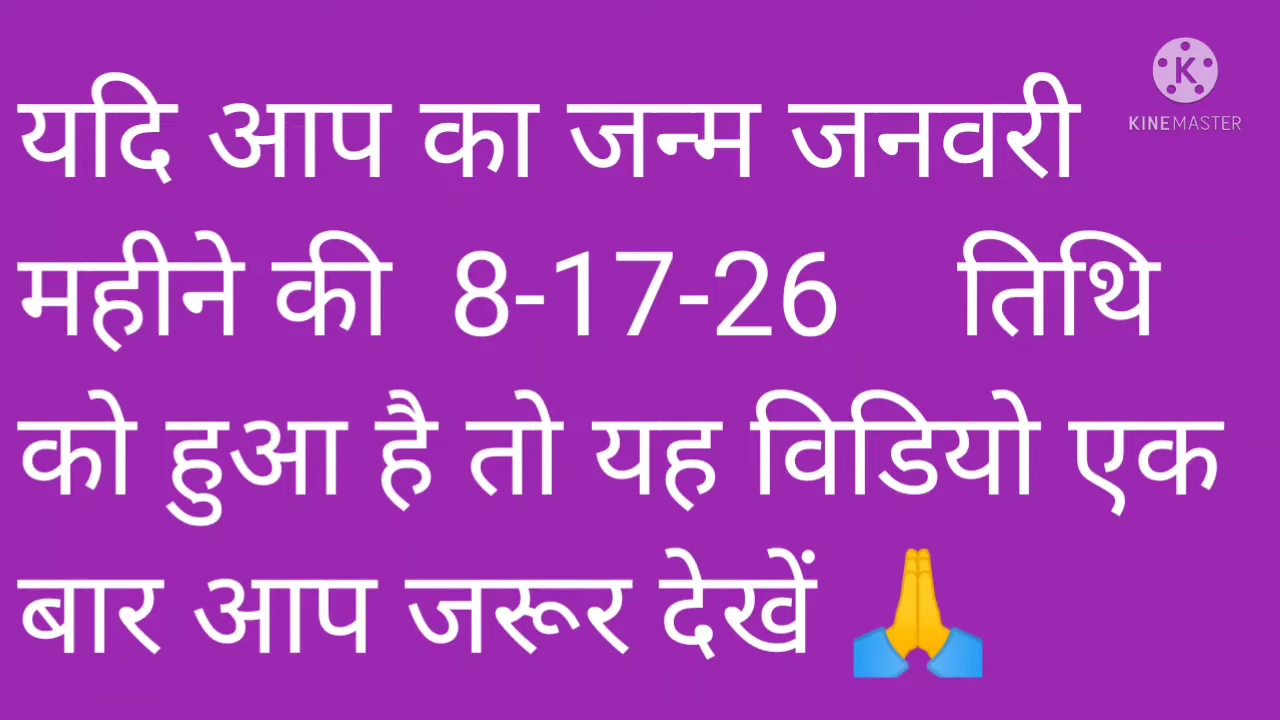 यदि आप का जन्म जनवरी
महीने की 8-17-26 तिथि
को हुआ है तो यह विडियो एक
बार आप जरूर देखें 🙏
KINEMASTER